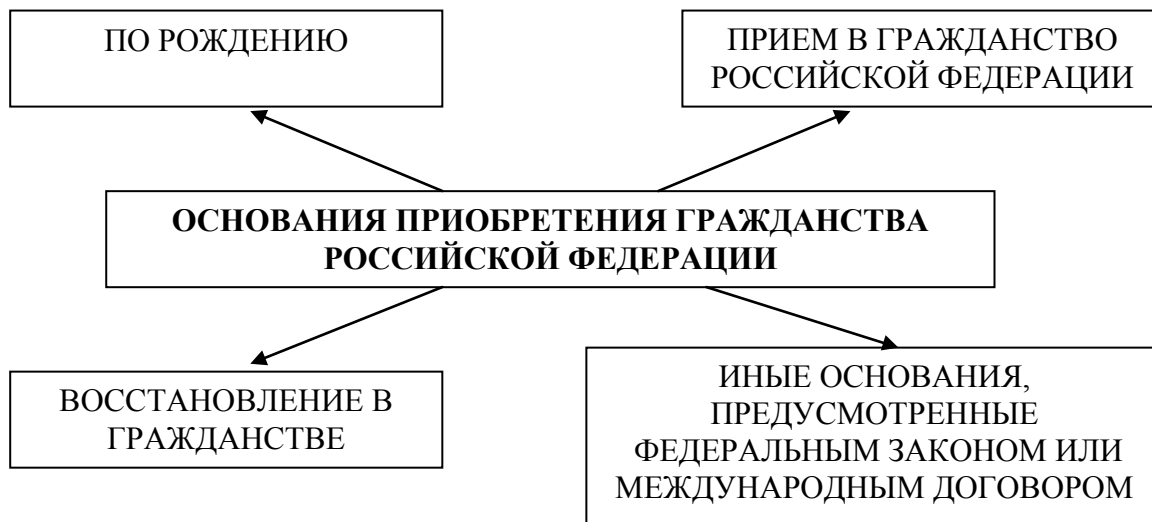 ПО РОЖДЕНИЮ
ПРИЕМ В ГРАЖДАНСТВО
РОССИЙСКОЙ ФЕДЕРАЦИИ
ОСНОВАНИЯ ПРИОБРЕТЕНИЯ ГРАЖДАНСТВА
РОССИЙСКОЙ ФЕДЕРАЦИИ
ВОССТАНОВЛЕНИЕ В
ГРАЖДАНСТВЕ
ИНЫЕ ОСНОВАНИЯ,
ПРЕДУСМОТРЕННЫЕ
ФЕДЕРАЛЬНЫМ ЗАКОНОМ ИЛИ
МЕЖДУНАРОДНЫМ ДОГОВОРОМ